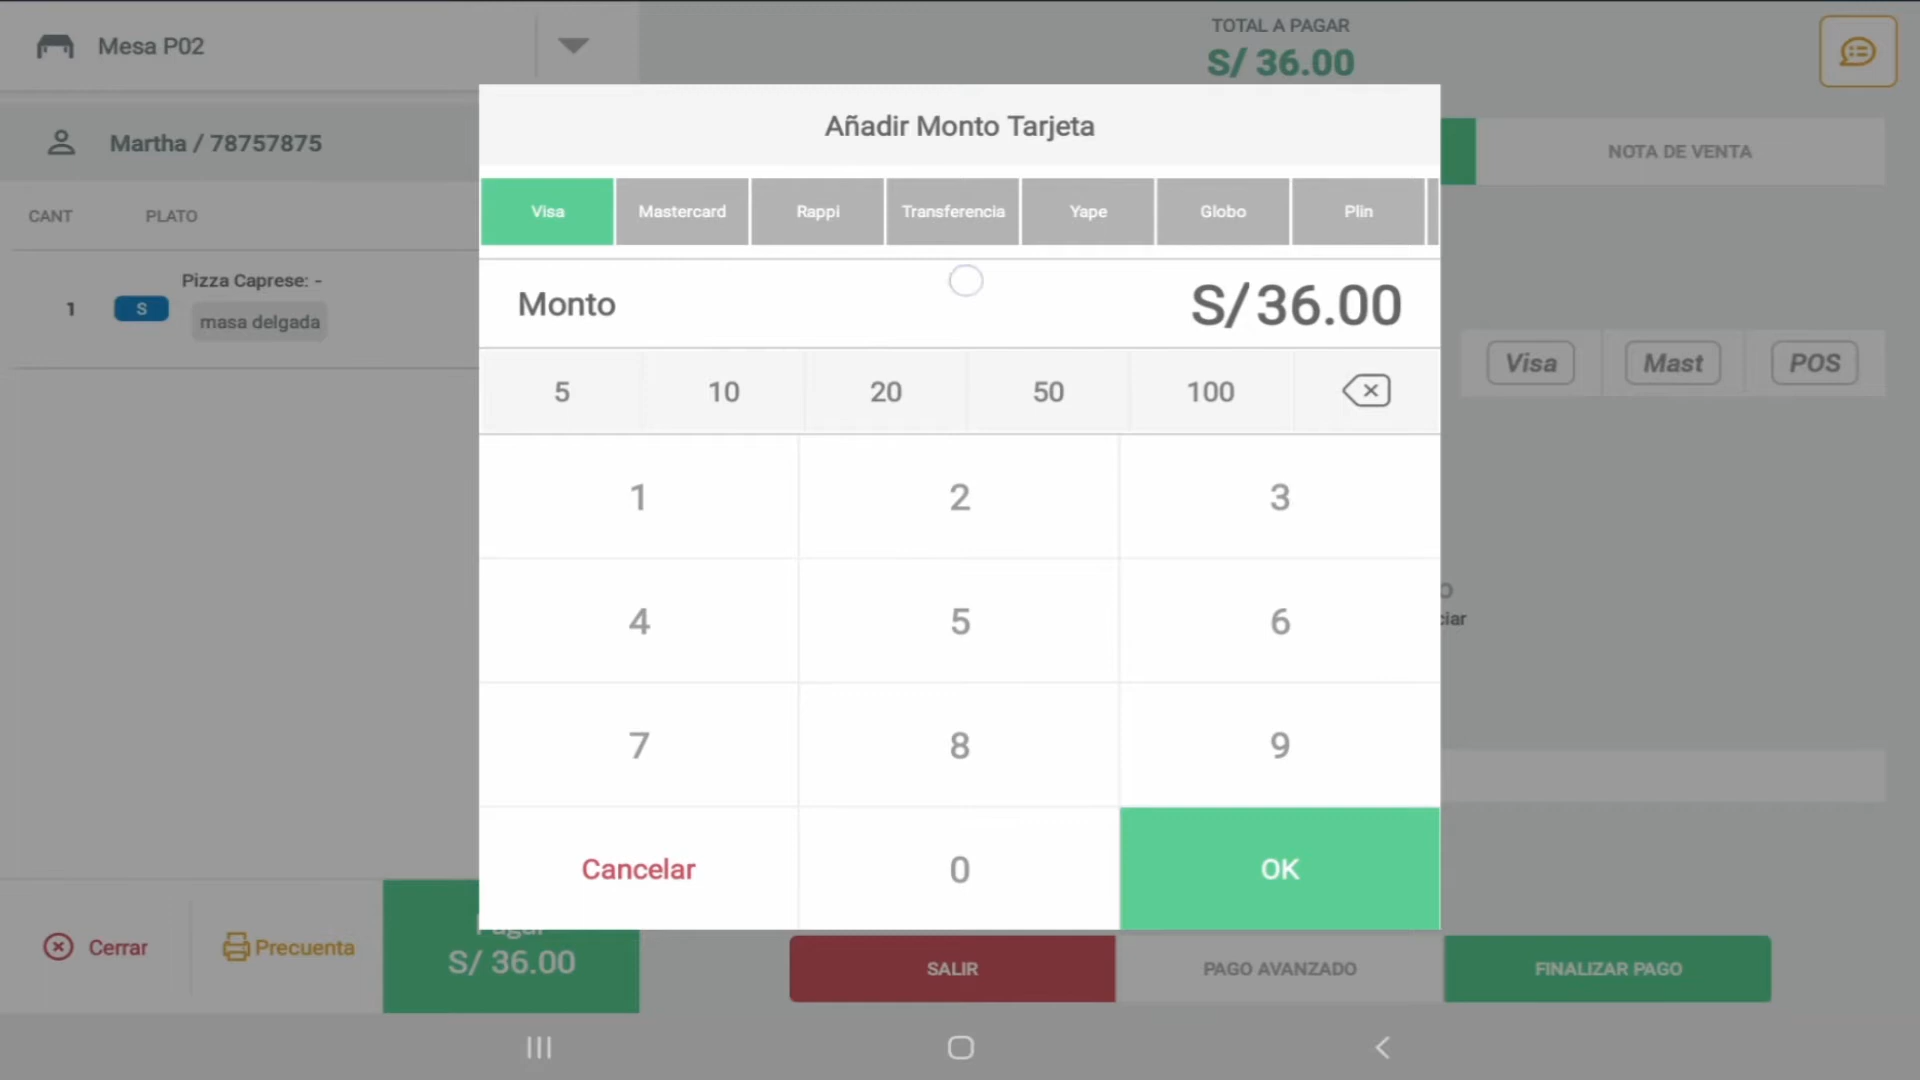 Mesa P02
TOTAL A PAGAR
S/ 36.00
Añadir Monto Tarjeta
Martha / 78757875
NOTA DE VENTA
Visa
Mastercard
Rappi
Transferencia
Yape
Globo
Plin
CANT
PLATO
Pizza Caprese: -
1
S
masa delgada
Monto
S/36.00
Visa
Mast
POS
5
10
20
50
100
1
2
3
4
5
6
7
8
9
Cancelar
0
OK
Cerrar
Precuenta
Pagar
S/ 36.00
SALIR
PAGO AVANZADO
FINALIZAR PAGO